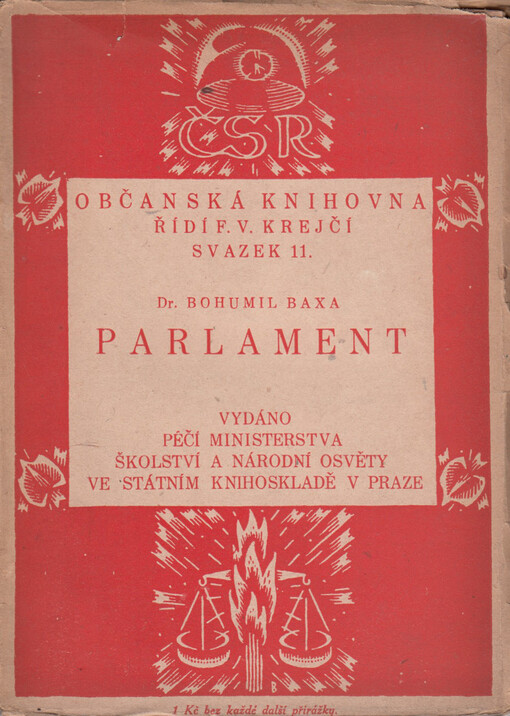 ČSR
OBČANSKÁ KNIHOVNA
ŘÍDÍ F. V. KREJČÍ
SVAZEK 11.
Dr. BOHUMIL BAXA
PARLAMENT
VYDÁNO
PÉČÍ MINISTERSTVA
ŠKOLSTVÍ A NÁRODNÍ OSVĚTY
VE STÁTNÍM KNIHOSKLADĚ V PRAZE
B
1 Kč bez každé další přirážky.